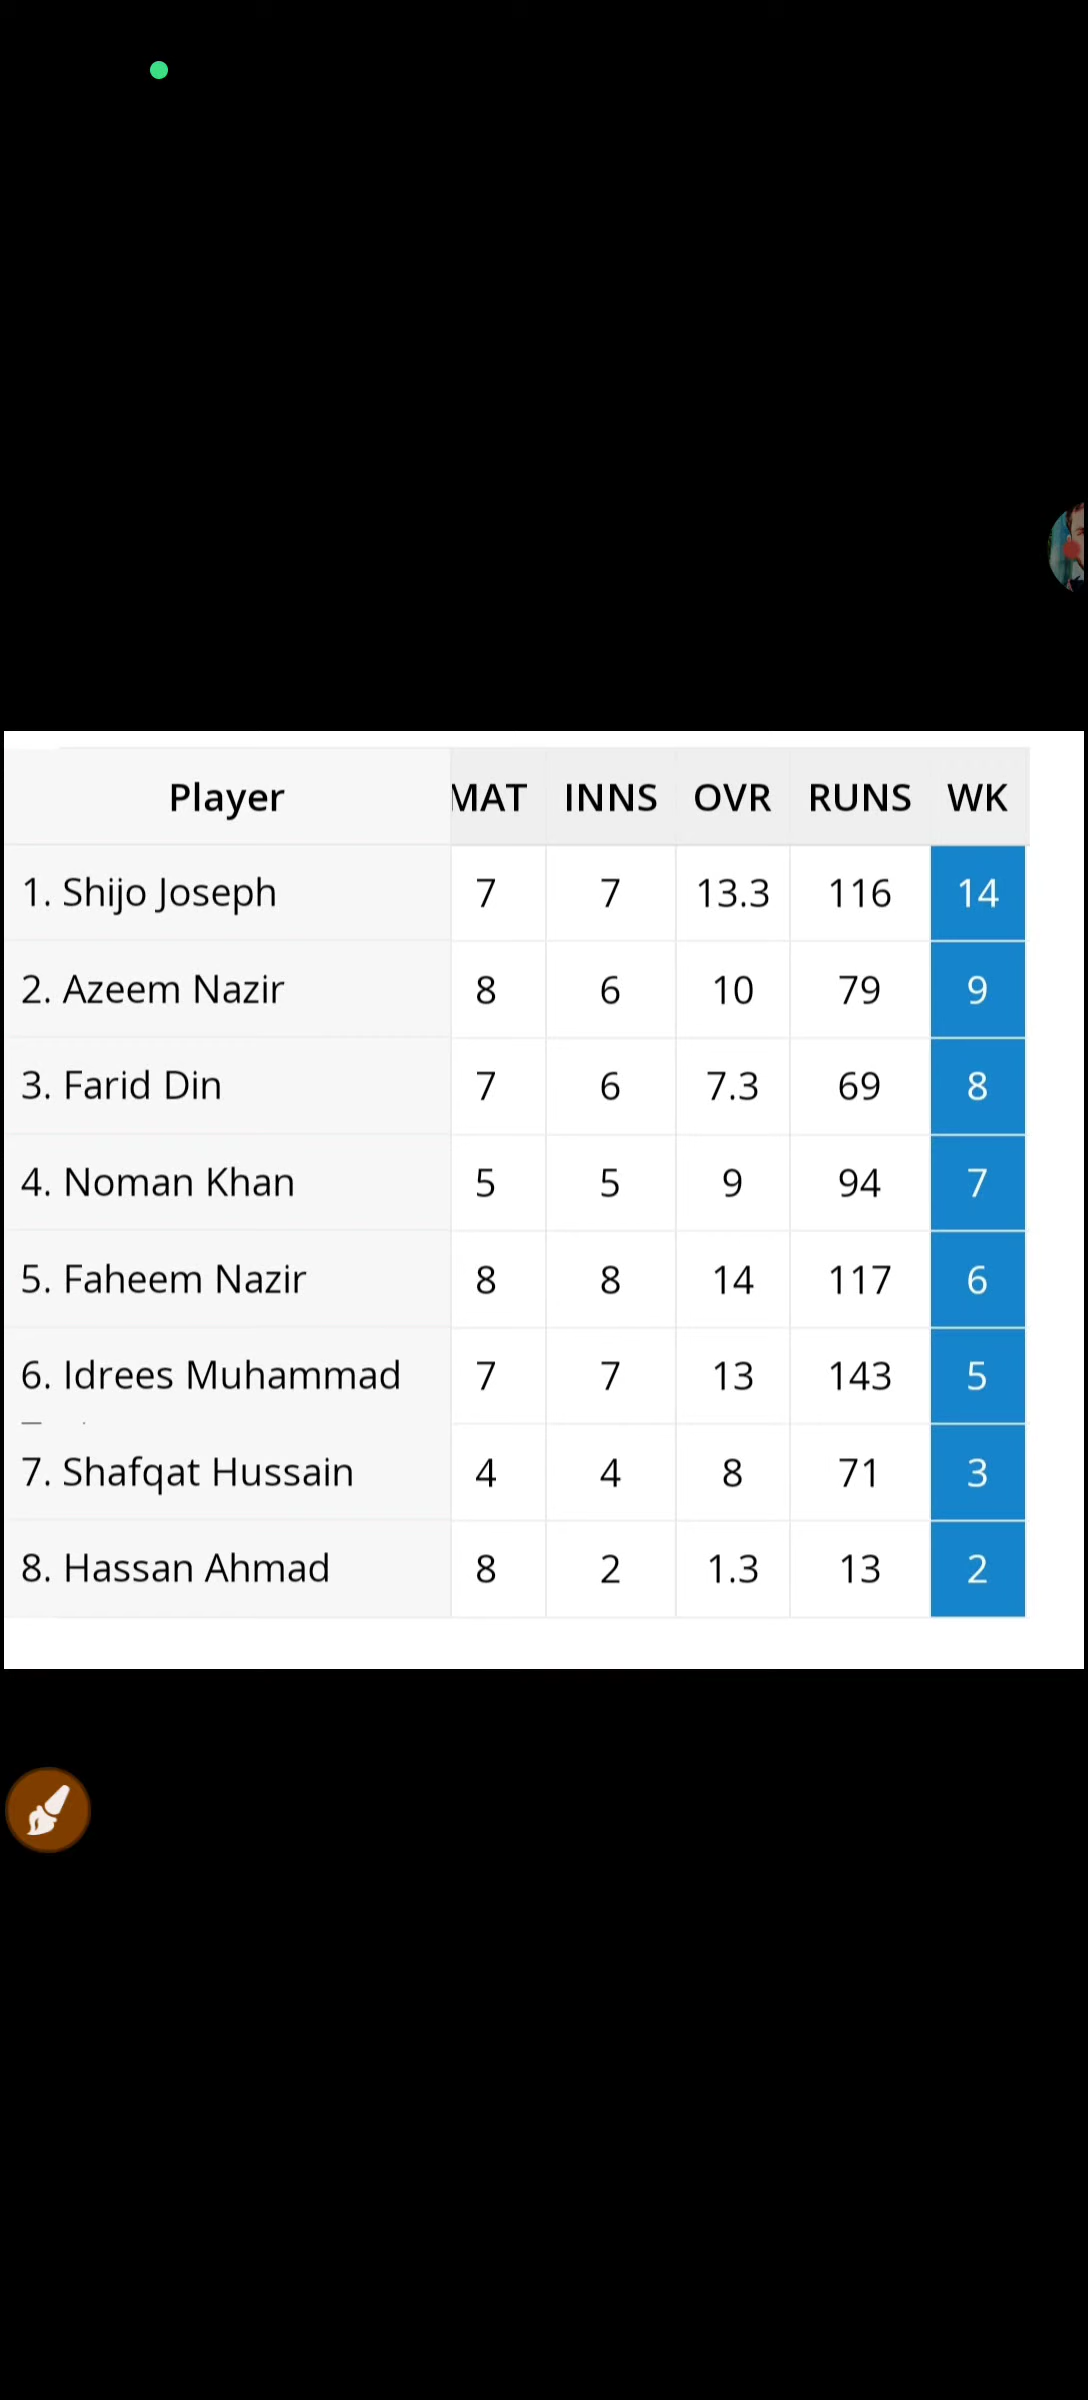 Player MAT INNS OVR RUNS WK
1. Shijo Joseph 7 7 13.3 116 14
2. Azeem Nazir 8 6 10 79 9
3. Farid Din 7 6 7.3 69 8
4. Noman Khan 5 5 9 94 7
5. Faheem Nazir 8 8 14 117 6
6. Idrees Muhammad 7 7 13 143 5
7. Shafqat Hussain 4 4 8 71 3
8. Hassan Ahmad 8 2 1.3 13 2